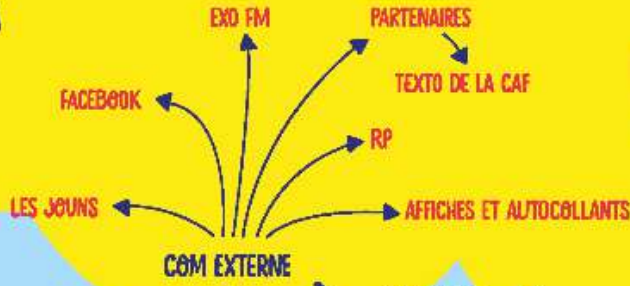 EXO FM
PARTENAIRES
TEXTO DE LA CAF
FACEBOOK
RP
LES JOUNS
AFFICHES ET AUTOCOLLANTS
COM EXTERNE